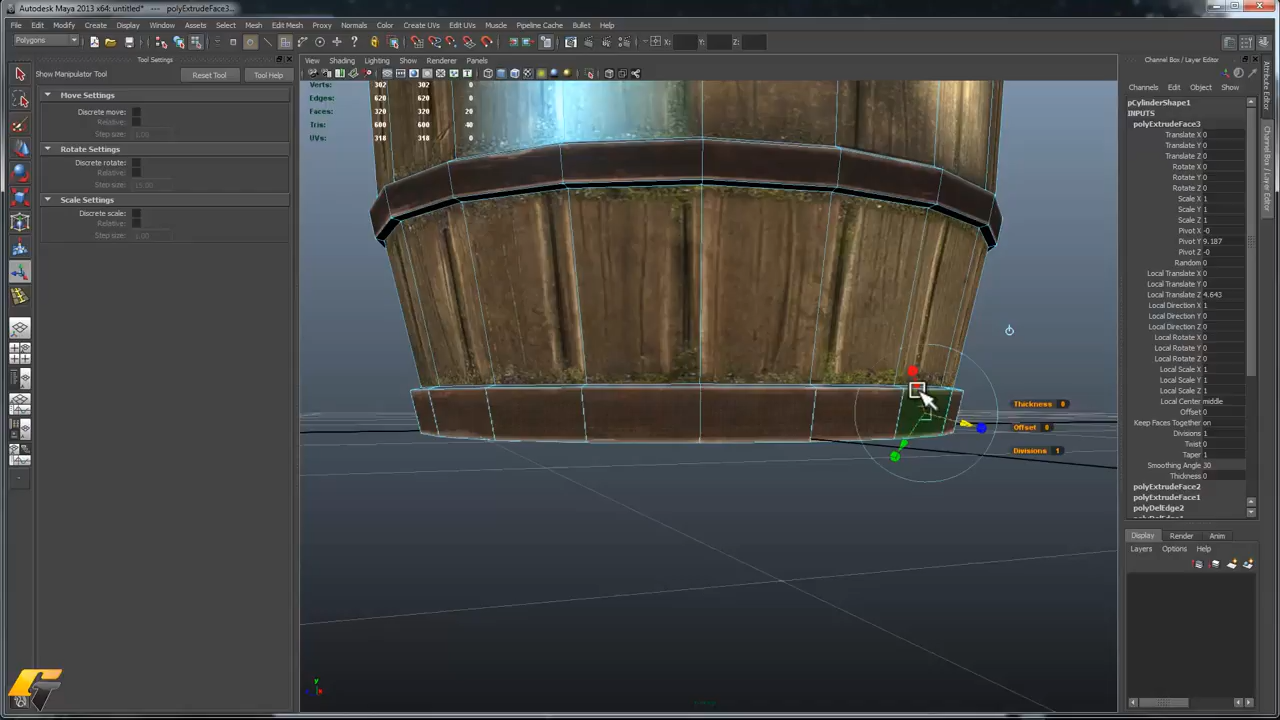 Autodesk Maya 2013 x64: untitled* --- polyExtrudeFace3...
File Edit Modify Create Display Window Assets Select Mesh Edit Mesh Proxy Normals Color Create UVs Edit UVs Muscle Pipeline Cache Bullet Help
Polygons
X: Y: Z:
Tool Settings
Show Manipulator Tool Reset Tool Tool Help
Move Settings
Discrete move:
Relative:
Step size: 1.00
Rotate Settings
Discrete rotate:
Relative:
Step size: 15.00
Scale Settings
Discrete scale:
Relative:
Step size: 1.00
View Shading Lighting Show Renderer Panels
Verts: 302 302 0
Edges: 620 620 0
Faces: 320 320 20
Tris: 600 600 40
UVs: 318 318 0
Thickness 0
Offset 0
Divisions 1
y
persp
Channel Box / Layer Editor
Channels Edit Object Show
pCylinderShape1
INPUTS
polyExtrudeFace3
Translate X 0
Translate Y 0
Translate Z 0
Rotate X 0
Rotate Y 0
Rotate Z 0
Scale X 1
Scale Y 1
Scale Z 1
Pivot X -0
Pivot Y 9.187
Pivot Z -0
Random 0
Local Translate X 0
Local Translate Y 0
Local Translate Z 4.643
Local Direction X 1
Local Direction Y 0
Local Direction Z 0
Local Rotate X 0
Local Rotate Y 0
Local Rotate Z 0
Local Scale X 1
Local Scale Y 1
Local Scale Z 1
Local Center middle
Offset 0
Keep Faces Together on
Divisions 1
Twist 0
Taper 1
Smoothing Angle 30
Thickness 0
polyExtrudeFace2
polyExtrudeFace1
polyDelEdge2
Display Render Anim
Layers Options Help
Attribute Editor
Channel Box / Layer Editor